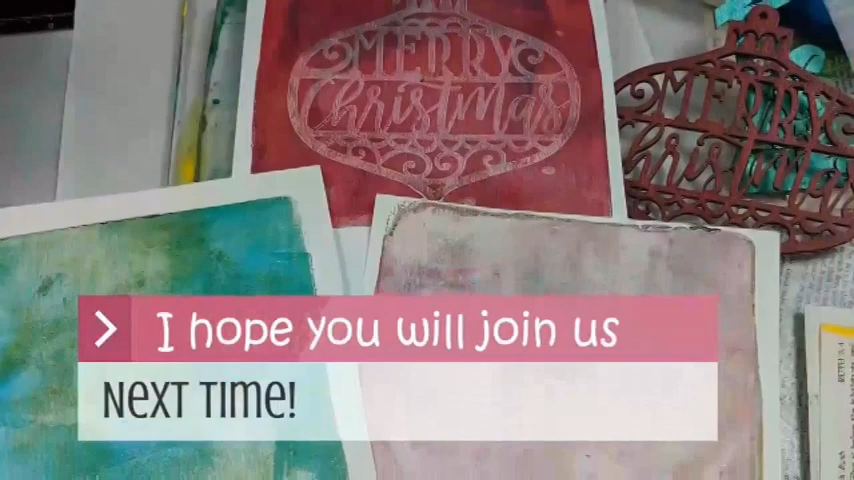 MERRY
Christmas
MERRY
Christmas
I hope you will join us
Next Time!